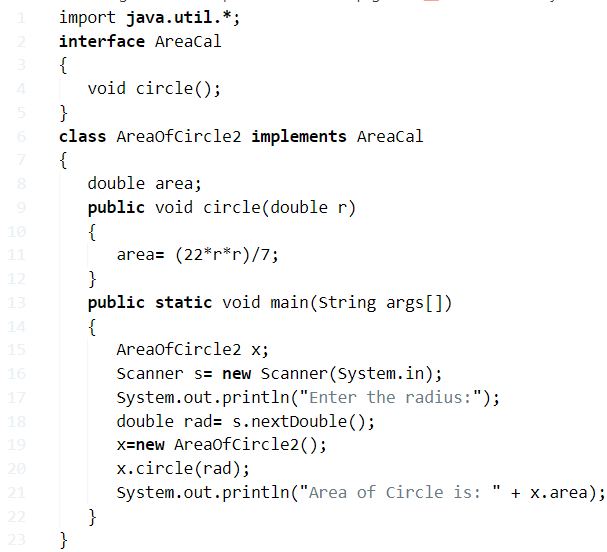 1 import java.util.*;
2 interface AreaCal
3 {
4 void circle();
5 }
6 class AreaOfCircle2 implements AreaCal
7 {
8 double area;
9 public void circle(double r)
10 {
11 area= (22*r*r)/7;
12 }
13 public static void main(String args[])
14 {
15 AreaOfCircle2 x;
16 Scanner s= new Scanner(System.in);
17 System.out.println("Enter the radius:");
18 double rad= s.nextDouble();
19 x=new AreaOfCircle2();
20 x.circle(rad);
21 System.out.println("Area of Circle is: " + x.area);
22 }
23 }